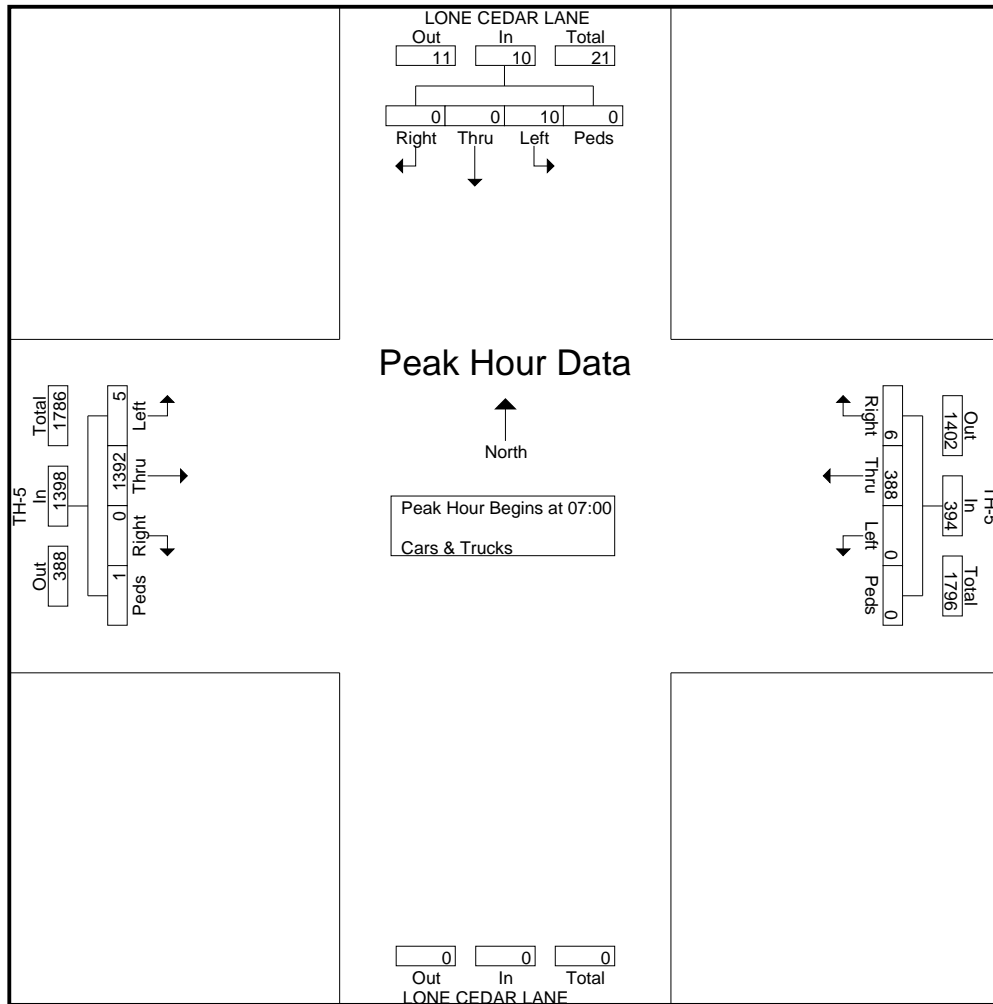 LONE CEDAR LANE
Out In Total
11 10 21
0 0 10 0
Right Thru Left Peds
Peak Hour Data
North
Peak Hour Begins at 07:00
Cars & Trucks
TH-5
Total In Out
1786 1398 388
5 1392 0 1
Left Thru Right Peds
TH-5
Out In Total
1402 394 1796
6 388 0 0
Right Thru Left Peds
0 0 0
Out In Total
LONE CEDAR LANE